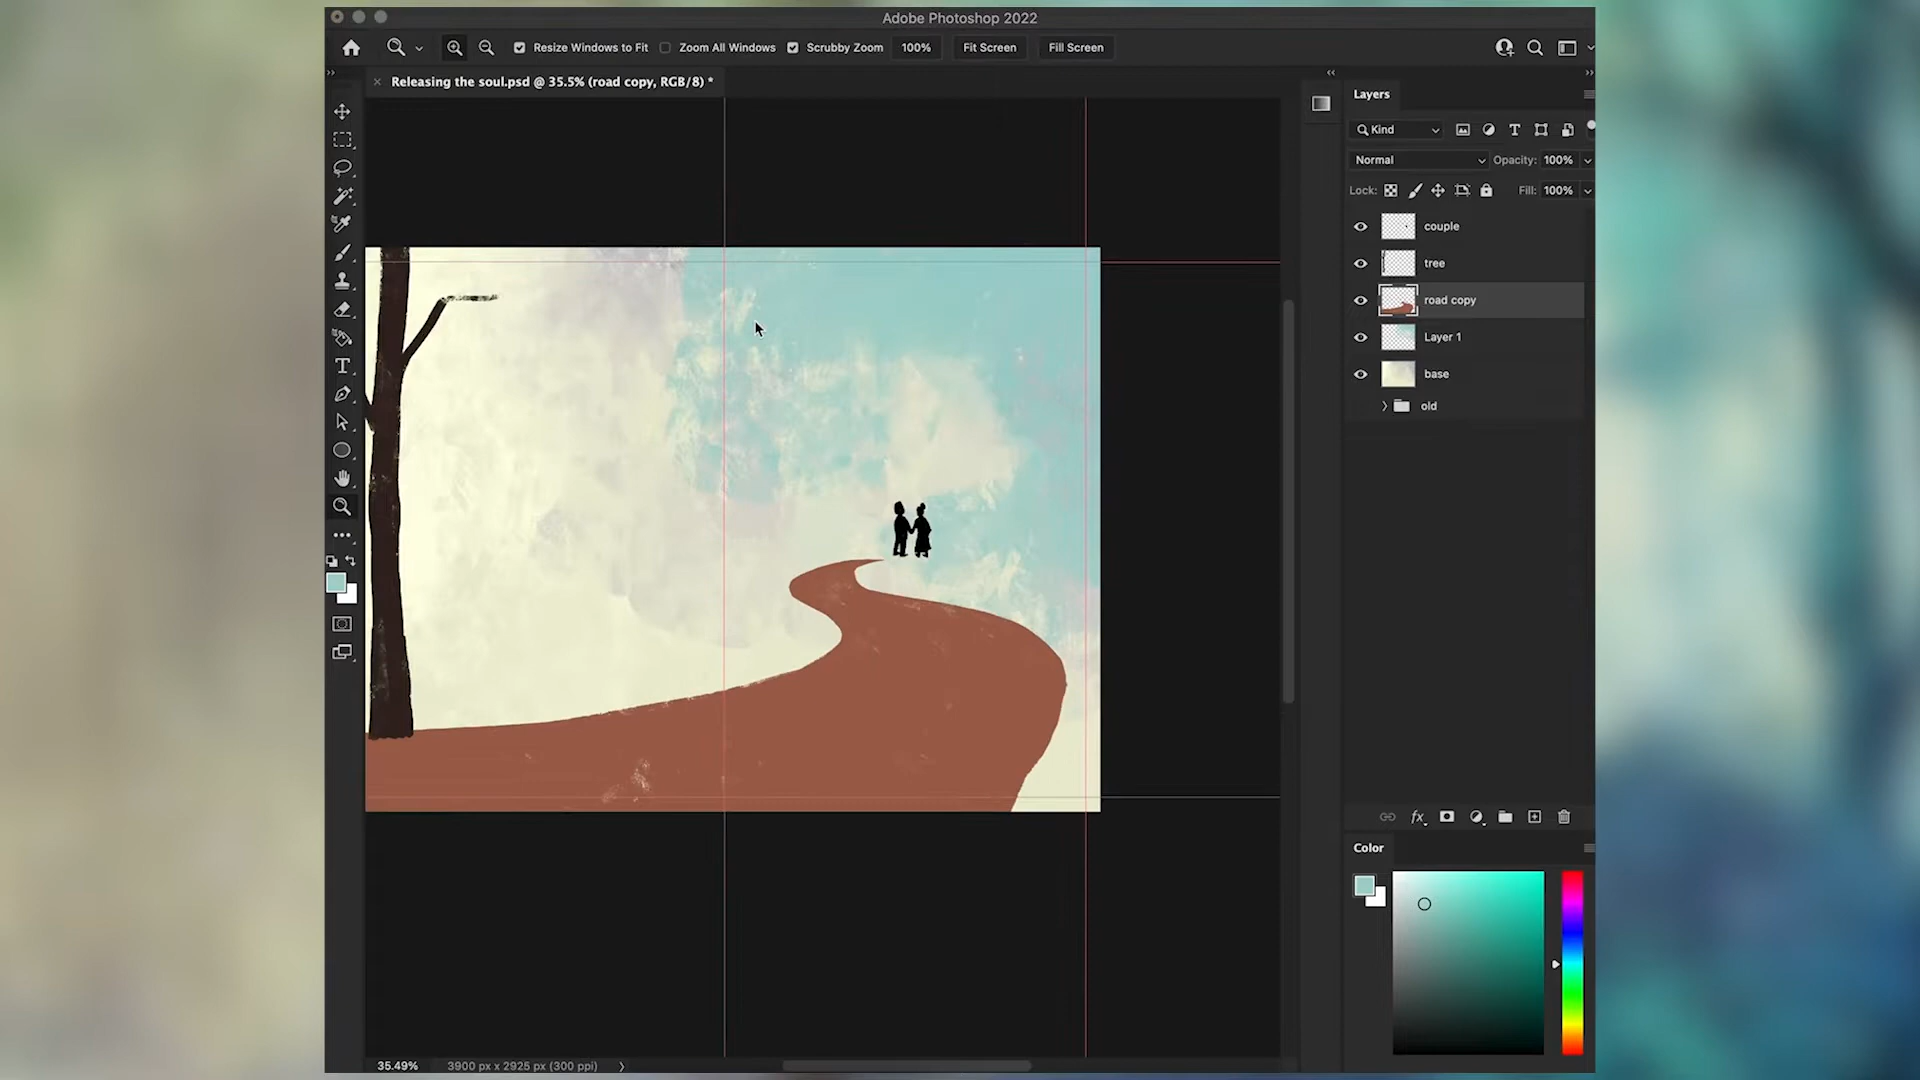 Adobe Photoshop 2022
Resize Windows to Fit Zoom All Windows Scrubby Zoom 100% Fit Screen Fill Screen
Releasing the soul.psd @ 35.5% (road copy, RGB/8) *
Layers
Kind
Normal Opacity: 100%
Lock: Fill: 100%
couple
tree
road copy
Layer 1
base
old
fx
Color
35.49% 3900 px x 2925 px (300 ppi)